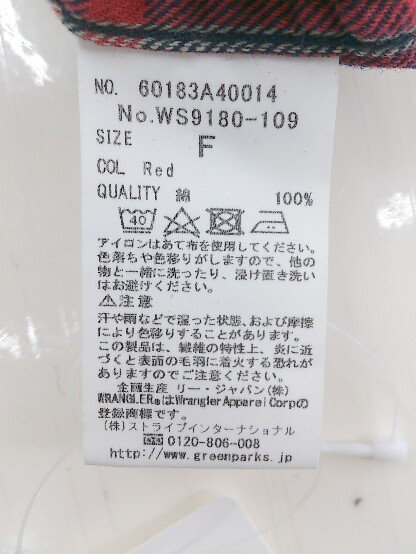 NO. 60183A40014
No.WS9180-109
SIZE F
COL Red
QUALITY 綿 100%
40
アイロンはあて布を使用してください。
色落ちや色移りがしますので、他の
物と一緒に洗ったり、浸け置き洗い
はお避けください。
⚠注意
汗や雨などで湿った状態、および摩擦
により色移りすることがあります。
この製品は、繊維の特性上、炎に近
づくと表面の毛羽に着火する恐れが
ありますのでご注意ください。
企画生産 リー・ジャパン(株)
WRANGLER®はWrangler Apparel Corpの
登録商標です。
(株)ストライプインターナショナル
0120-806-008
http://www.greenparks.jp